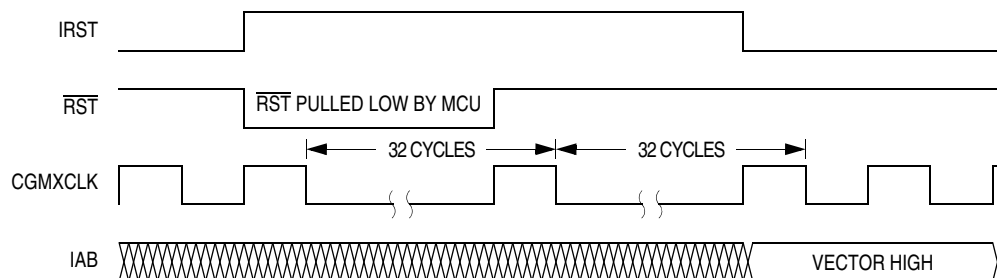 IRST
RST
RST PULLED LOW BY MCU
32 CYCLES
32 CYCLES
CGMXCLK
IAB
VECTOR HIGH